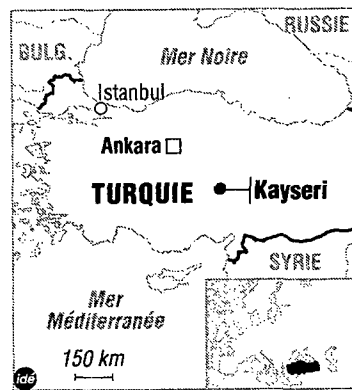 RUSSIE
BULG.
Mer Noire
Istanbul
Ankara
TURQUIE
Kayseri
SYRIE
Mer
Méditerranée
idé
150 km